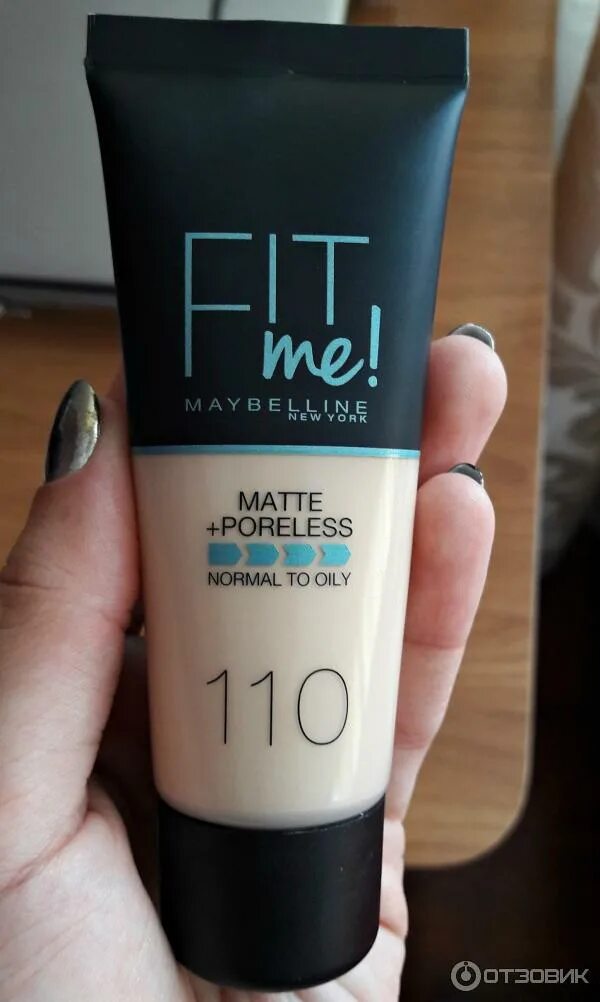 FIT
me!
MAYBELLINE
NEW YORK
MATTE
+PORELESS
NORMAL TO OILY
110
ОТЗОВИК